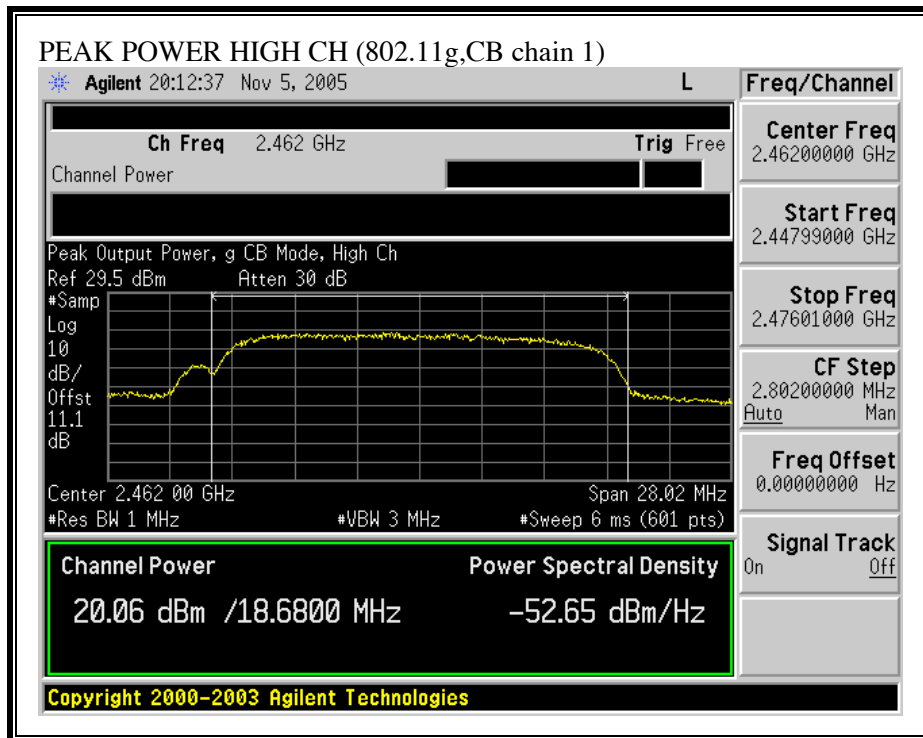 PEAK POWER HIGH CH (802.11g,CB chain 1)
Agilent 20:12:37 Nov 5, 2005 L
Freq/Channel
Ch Freq 2.462 GHz Trig Free
Channel Power
Center Freq
2.46200000 GHz
Start Freq
2.44799000 GHz
Stop Freq
2.47601000 GHz
CF Step
2.80200000 MHz
Auto Man
Freq Offset
0.00000000 Hz
Signal Track
On Off
Peak Output Power, g CB Mode, High Ch
Ref 29.5 dBm Atten 30 dB
#Samp
Log
10
dB/
Offst
11.1
dB
Center 2.462 00 GHz Span 28.02 MHz
#Res BW 1 MHz #VBW 3 MHz #Sweep 6 ms (601 pts)
Channel Power Power Spectral Density
20.06 dBm /18.6800 MHz -52.65 dBm/Hz
Copyright 2000-2003 Agilent Technologies